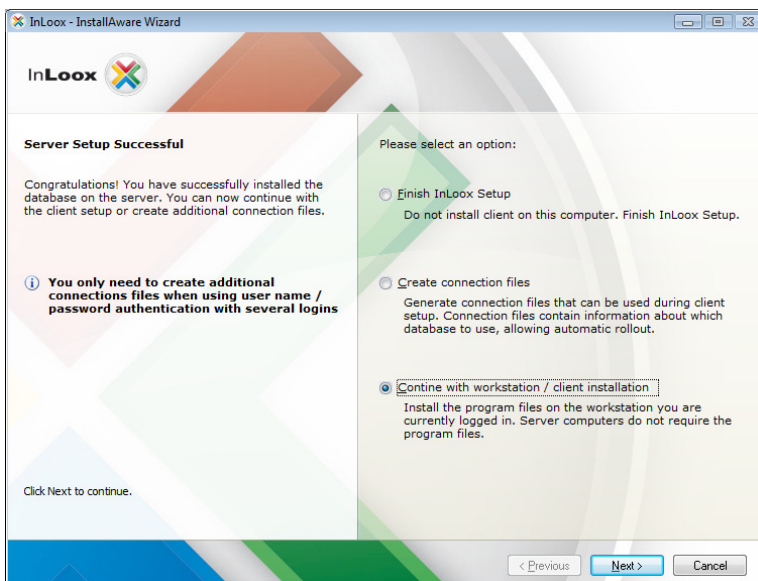 InLoox - InstallAware Wizard
InLoox
Server Setup Successful
Congratulations! You have successfully installed the
database on the server. You can now continue with
the client setup or create additional connection files.
You only need to create additional
connections files when using user name /
password authentication with several logins
Click Next to continue.
Please select an option:
Finish InLoox Setup
Do not install client on this computer. Finish InLoox Setup.
Create connection files
Generate connection files that can be used during client
setup. Connection files contain information about which
database to use, allowing automatic rollout.
Contine with workstation / client installation
Install the program files on the workstation you are
currently logged in. Server computers do not require the
program files.
< Previous
Next >
Cancel